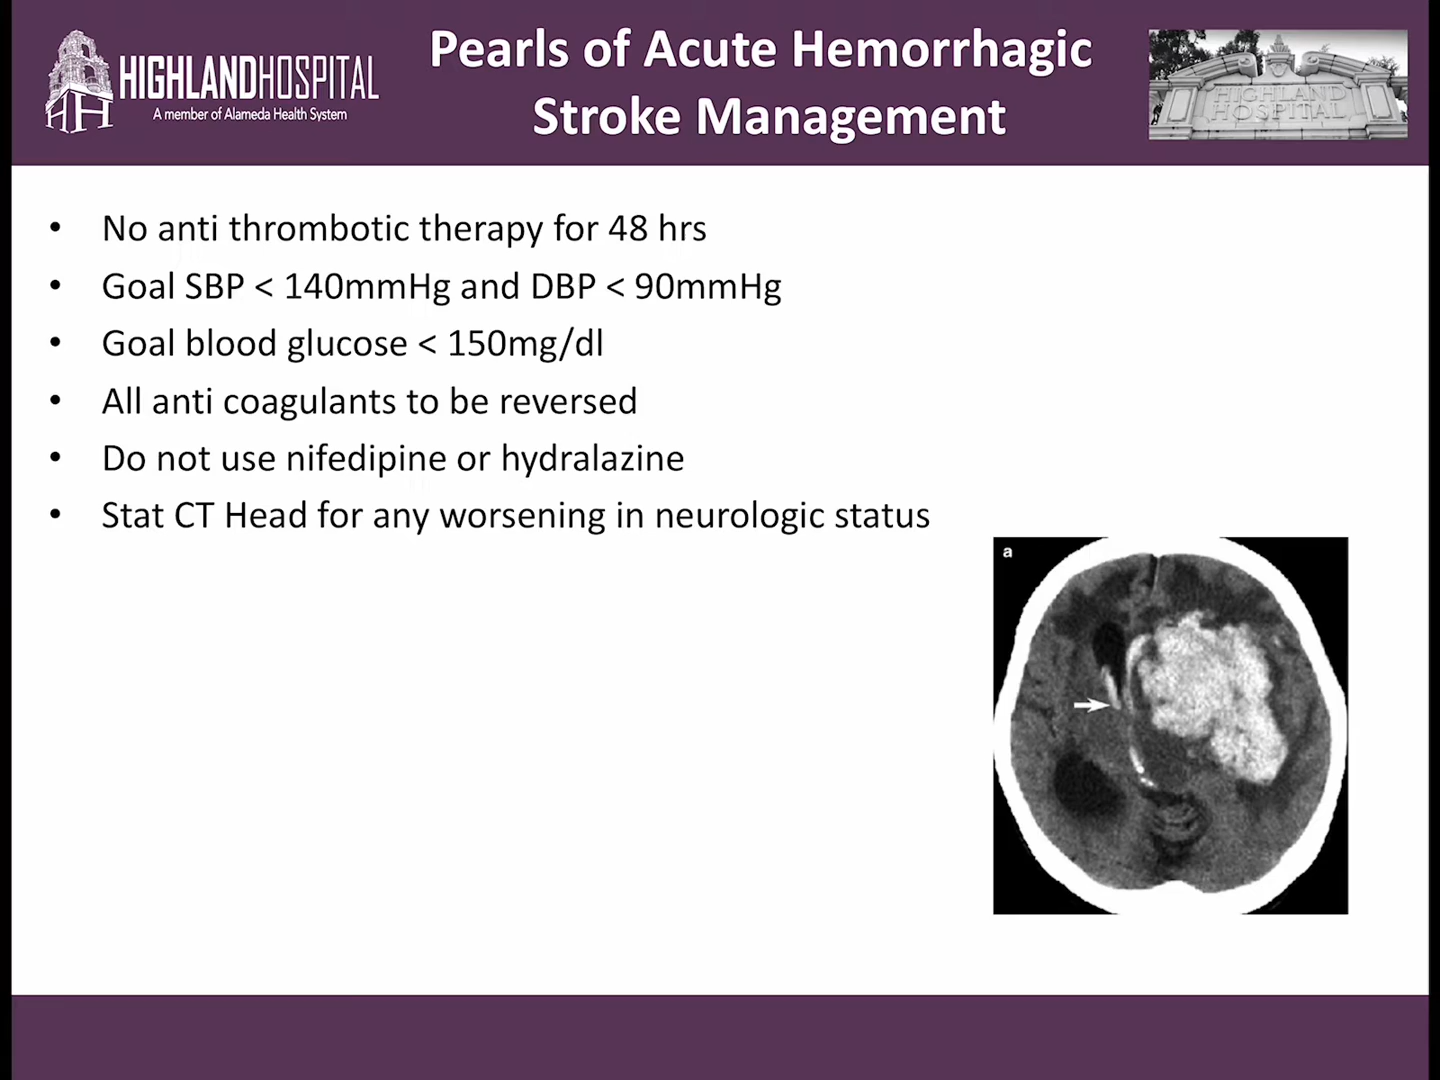 HIGHLANDHOSPITAL
A member of Alameda Health System
Pearls of Acute Hemorrhagic
Stroke Management
HIGHLAND
HOSPITAL
• No anti thrombotic therapy for 48 hrs
• Goal SBP < 140mmHg and DBP < 90mmHg
• Goal blood glucose < 150mg/dl
• All anti coagulants to be reversed
• Do not use nifedipine or hydralazine
• Stat CT Head for any worsening in neurologic status
a